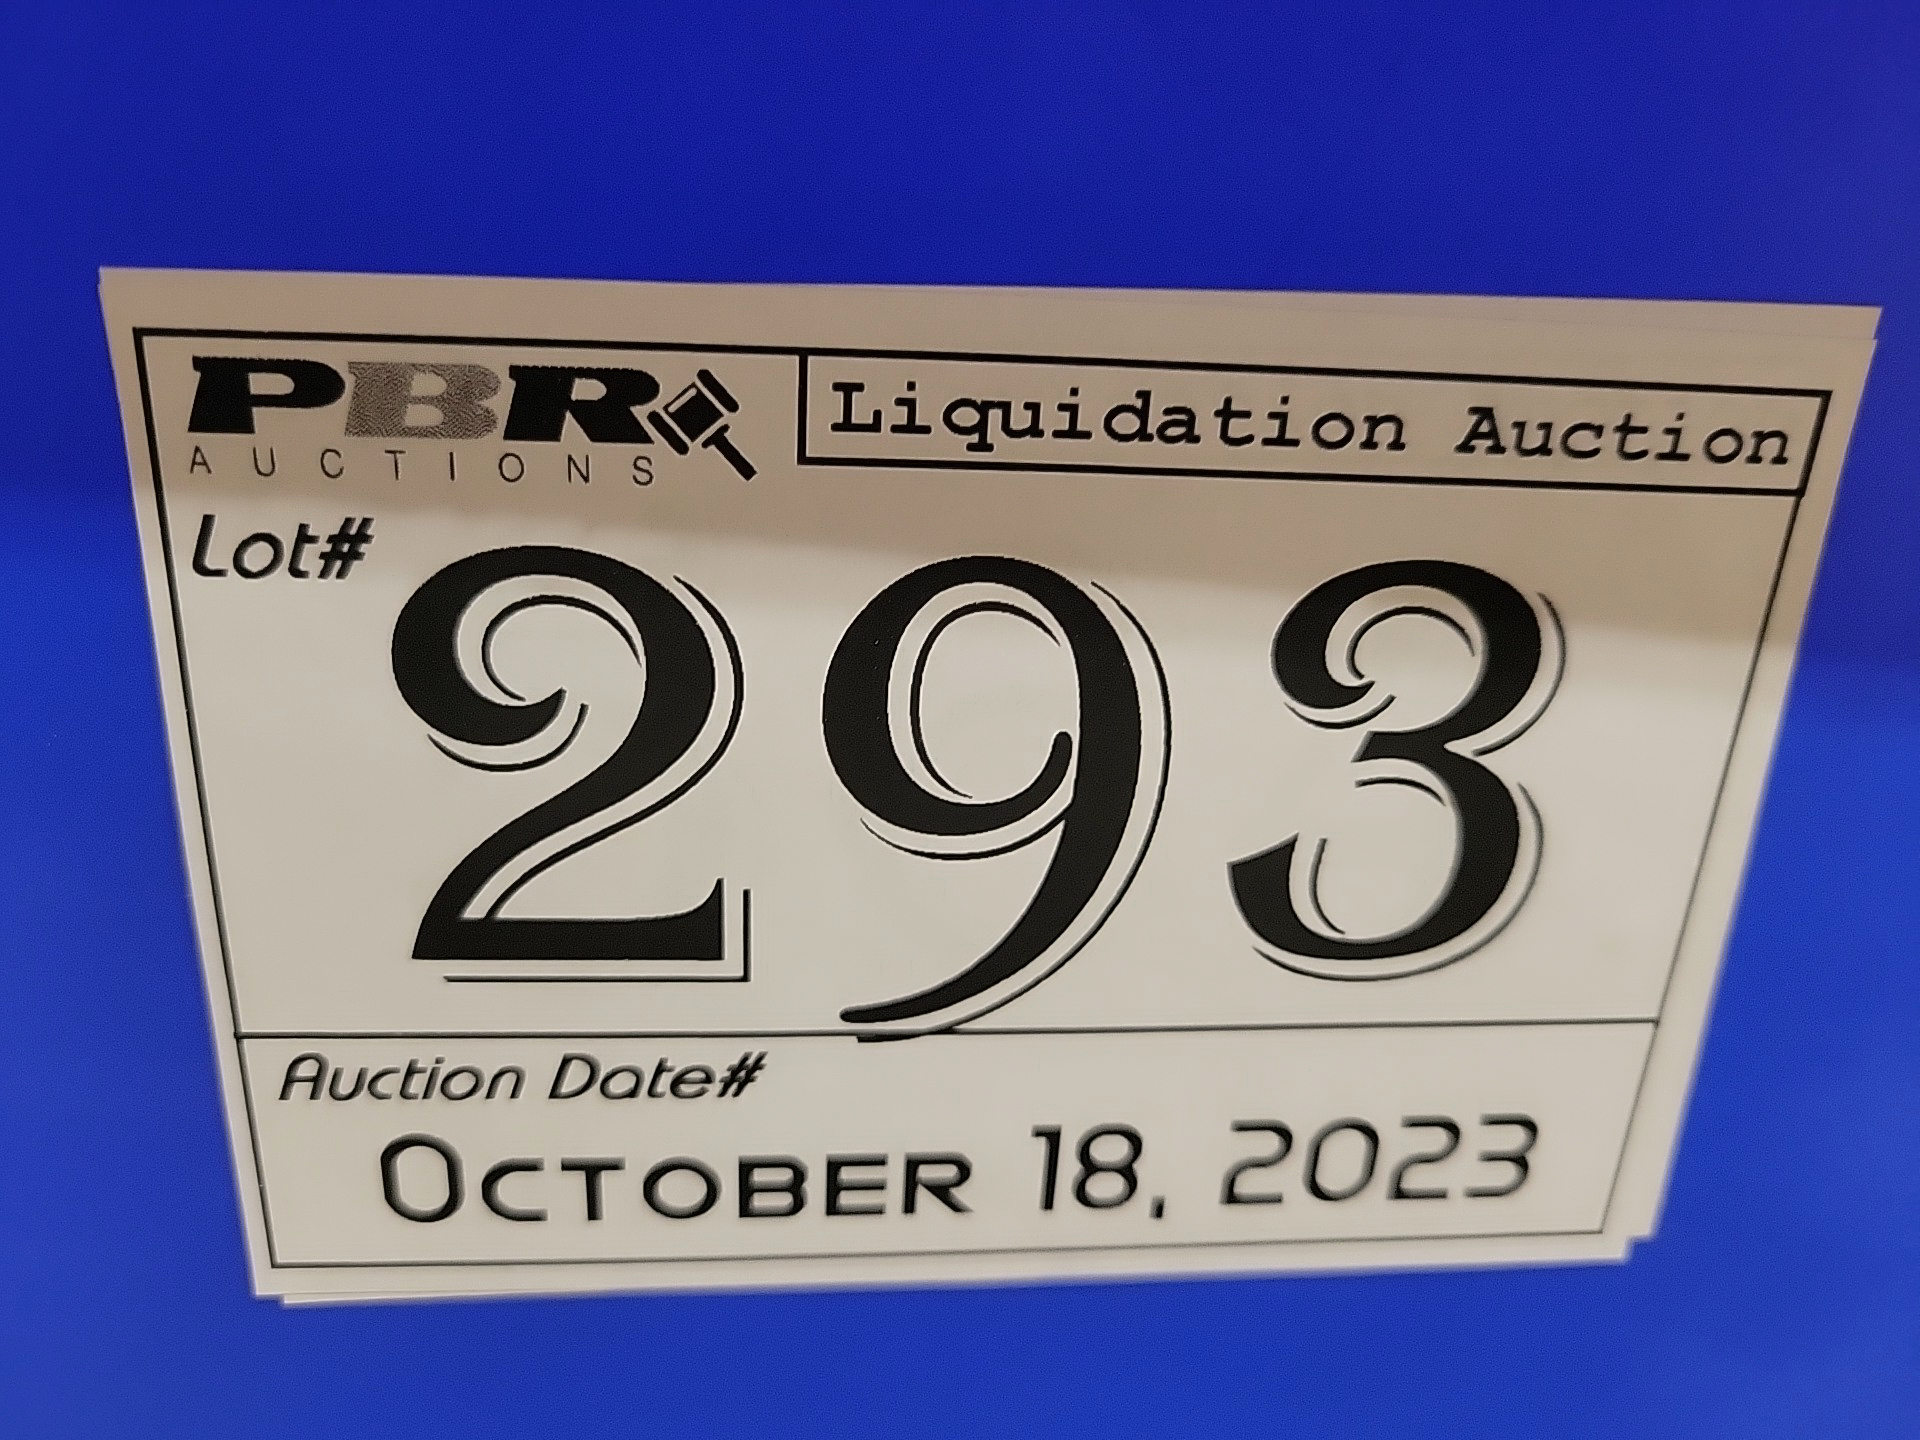 PBR
AUCTIONS
Liquidation Auction
Lot#
293
Auction Date#
OCTOBER 18, 2023